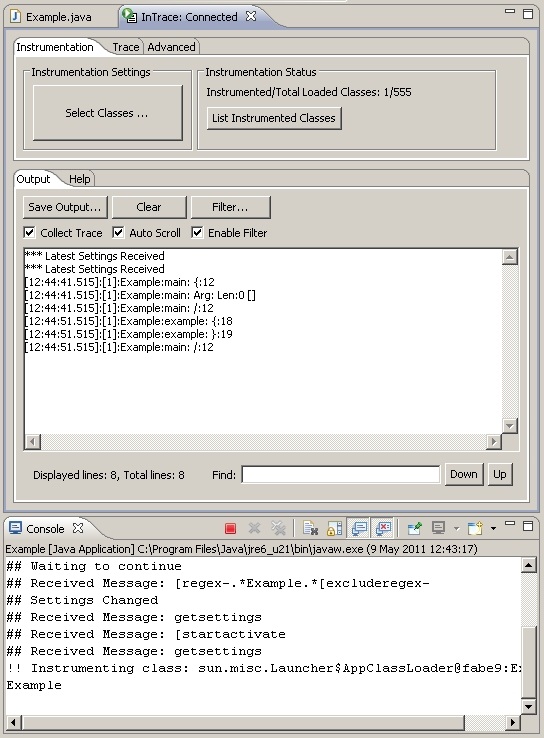 Example.java InTrace: Connected
Instrumentation Trace Advanced
Instrumentation Settings
Select Classes ...
Instrumentation Status
Instrumented/Total Loaded Classes: 1/555
List Instrumented Classes
Output Help
Save Output... Clear Filter...
Collect Trace Auto Scroll Enable Filter
*** Latest Settings Received
*** Latest Settings Received
[12:44:41.515]:[1]:Example:main: {:12
[12:44:41.515]:[1]:Example:main: Arg: Len:0 []
[12:44:41.515]:[1]:Example:main: /:12
[12:44:51.515]:[1]:Example:example: {:18
[12:44:51.515]:[1]:Example:example: }:19
[12:44:51.515]:[1]:Example:main: /:12
Displayed lines: 8, Total lines: 8 Find: Down Up
Console
Example [Java Application] C:\Program Files\Java\jre6_u21\bin\javaw.exe (9 May 2011 12:43:17)
## Waiting to continue
## Received Message: [regex-.*Example.*[excluderegex-
## Settings Changed
## Received Message: getsettings
## Received Message: [startactivate
## Received Message: getsettings
!! Instrumenting class: sun.misc.Launcher$AppClassLoader@fabe9:Ex
Example